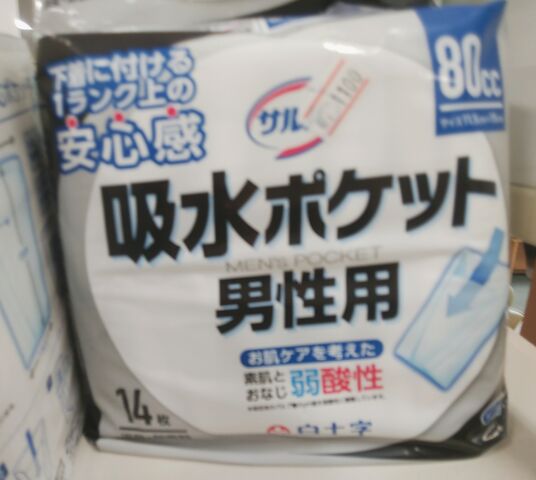 下着に付ける
1ランク上の
安心感
80cc
サル
1100
吸水ポケット
MEN's POCKET
男性用
お肌ケアを考えた
素肌と
おなじ
弱酸性
14枚
白十字